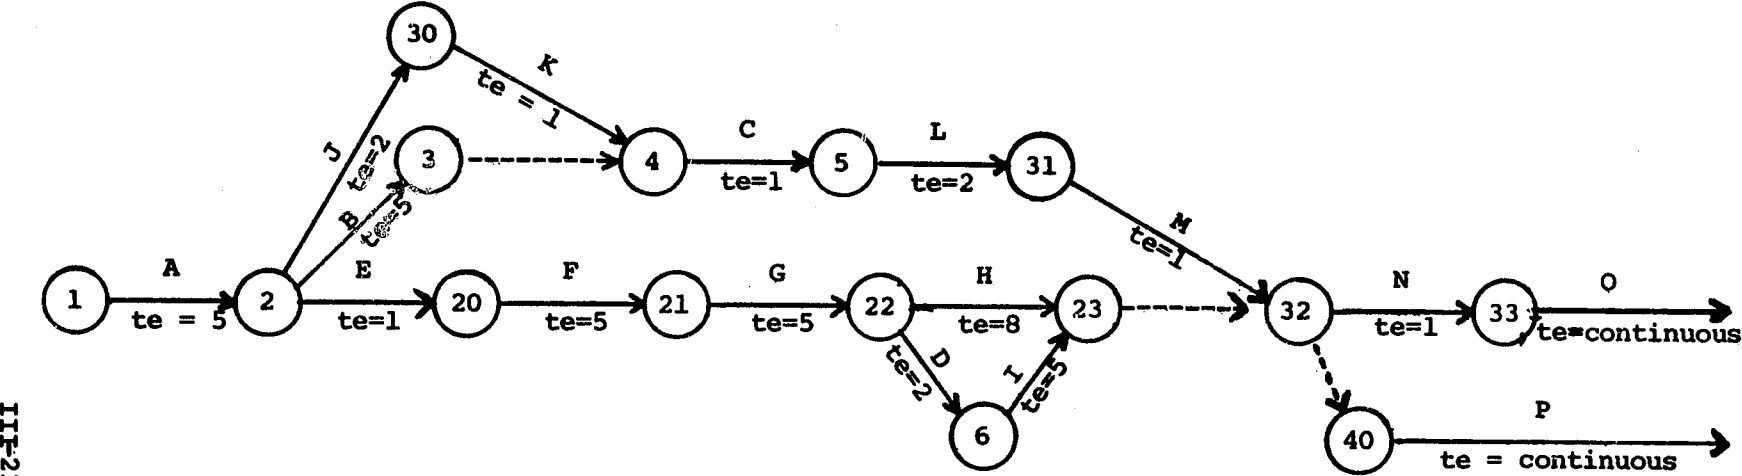 30
K
te = 1
J
te=2
3
4
C
te=1
5
L
te=2
31
B
te=5
M
te=1
1
A
te = 5
2
E
te=1
20
F
te=5
21
G
te=5
22
H
te=8
23
32
N
te=1
33
O
te=continuous
D
te=2
I
te=5
6
40
P
te = continuous